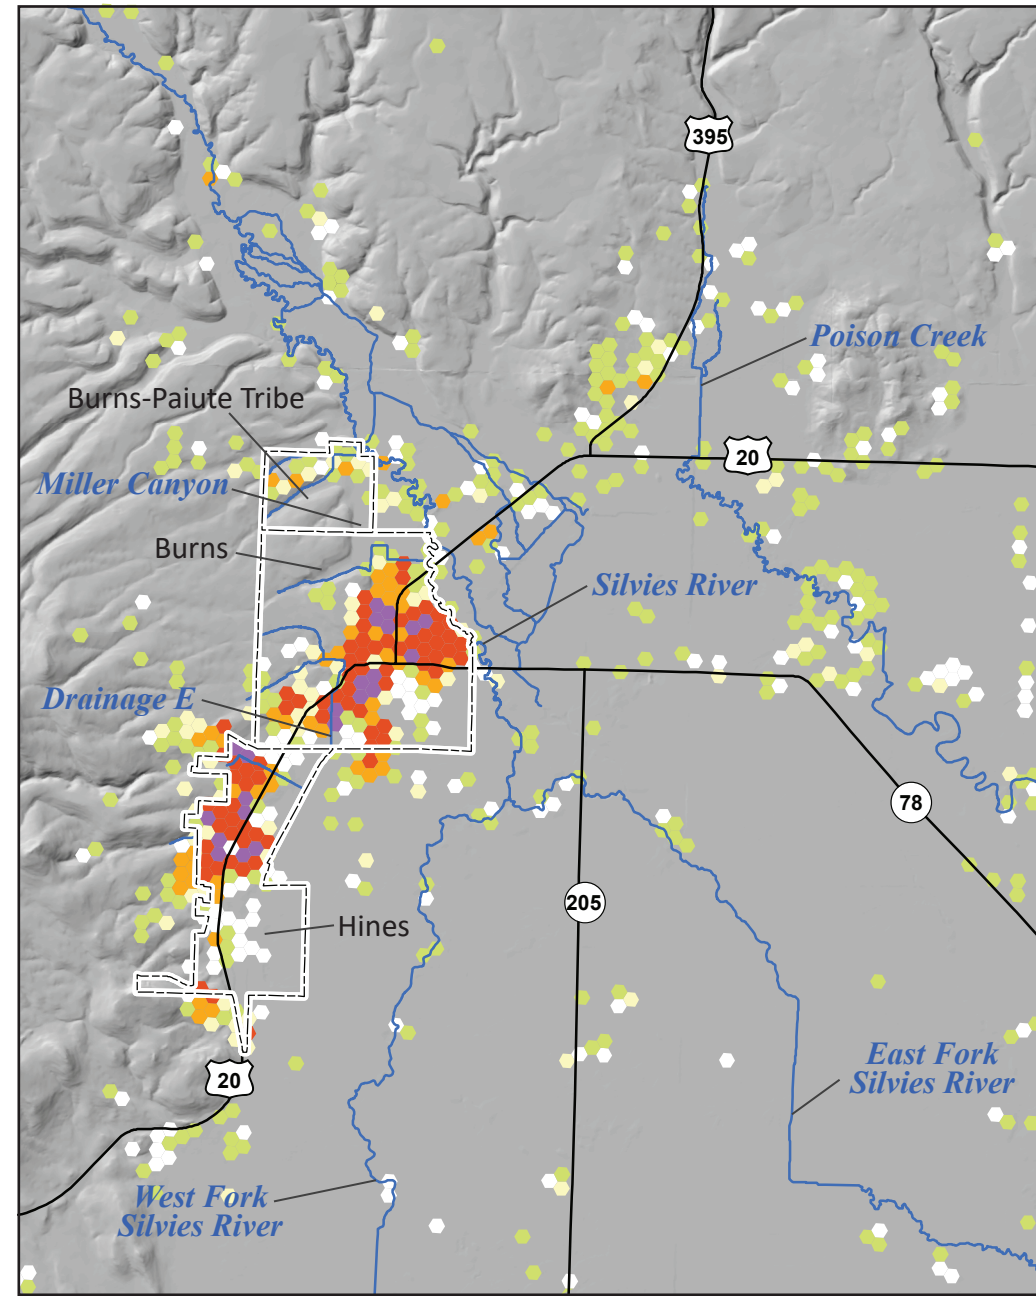 395
Poison Creek
Burns-Paiute Tribe
20
Miller Canyon
Burns
Silvies River
Drainage E
78
205
Hines
East Fork
Silvies River
20
West Fork
Silvies River